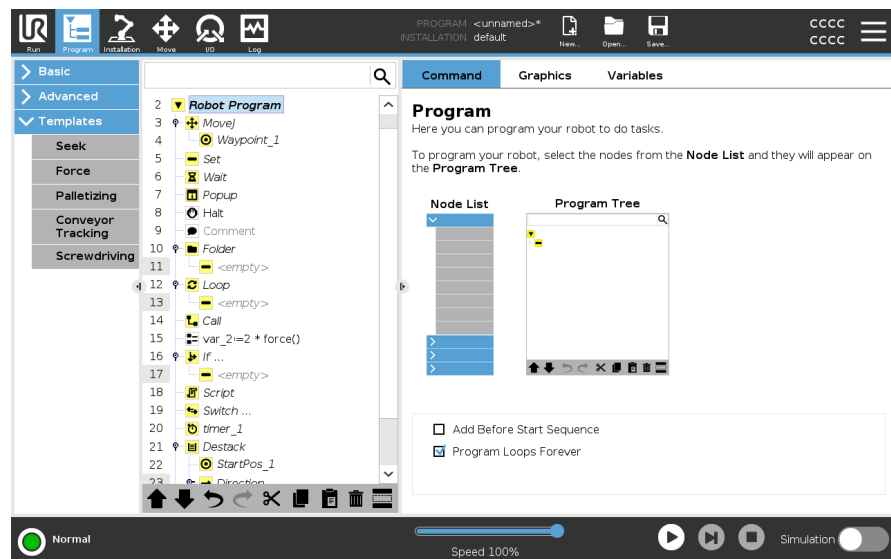 PROGRAM <unnamed>*
INSTALLATION default
CCCC
CCCC
Run Program Installation Move I/O Log New... Open... Save...
Basic
Advanced
Templates
Seek
Force
Palletizing
Conveyor
Tracking
Screwdriving
2 Robot Program
3 MoveJ
4 Waypoint_1
5 Set
6 Wait
7 Popup
8 Halt
9 Comment
10 Folder
11 <empty>
12 Loop
13 <empty>
14 Call
15 var_2:=2 * force()
16 If ...
17 <empty>
18 Script
19 Switch ...
20 timer_1
21 Destack
22 StartPos_1
23 Direction
Command Graphics Variables
Program
Here you can program your robot to do tasks.
To program your robot, select the nodes from the Node List and they will appear on
the Program Tree.
Node List Program Tree
Add Before Start Sequence
Program Loops Forever
Normal
Speed 100%
Simulation